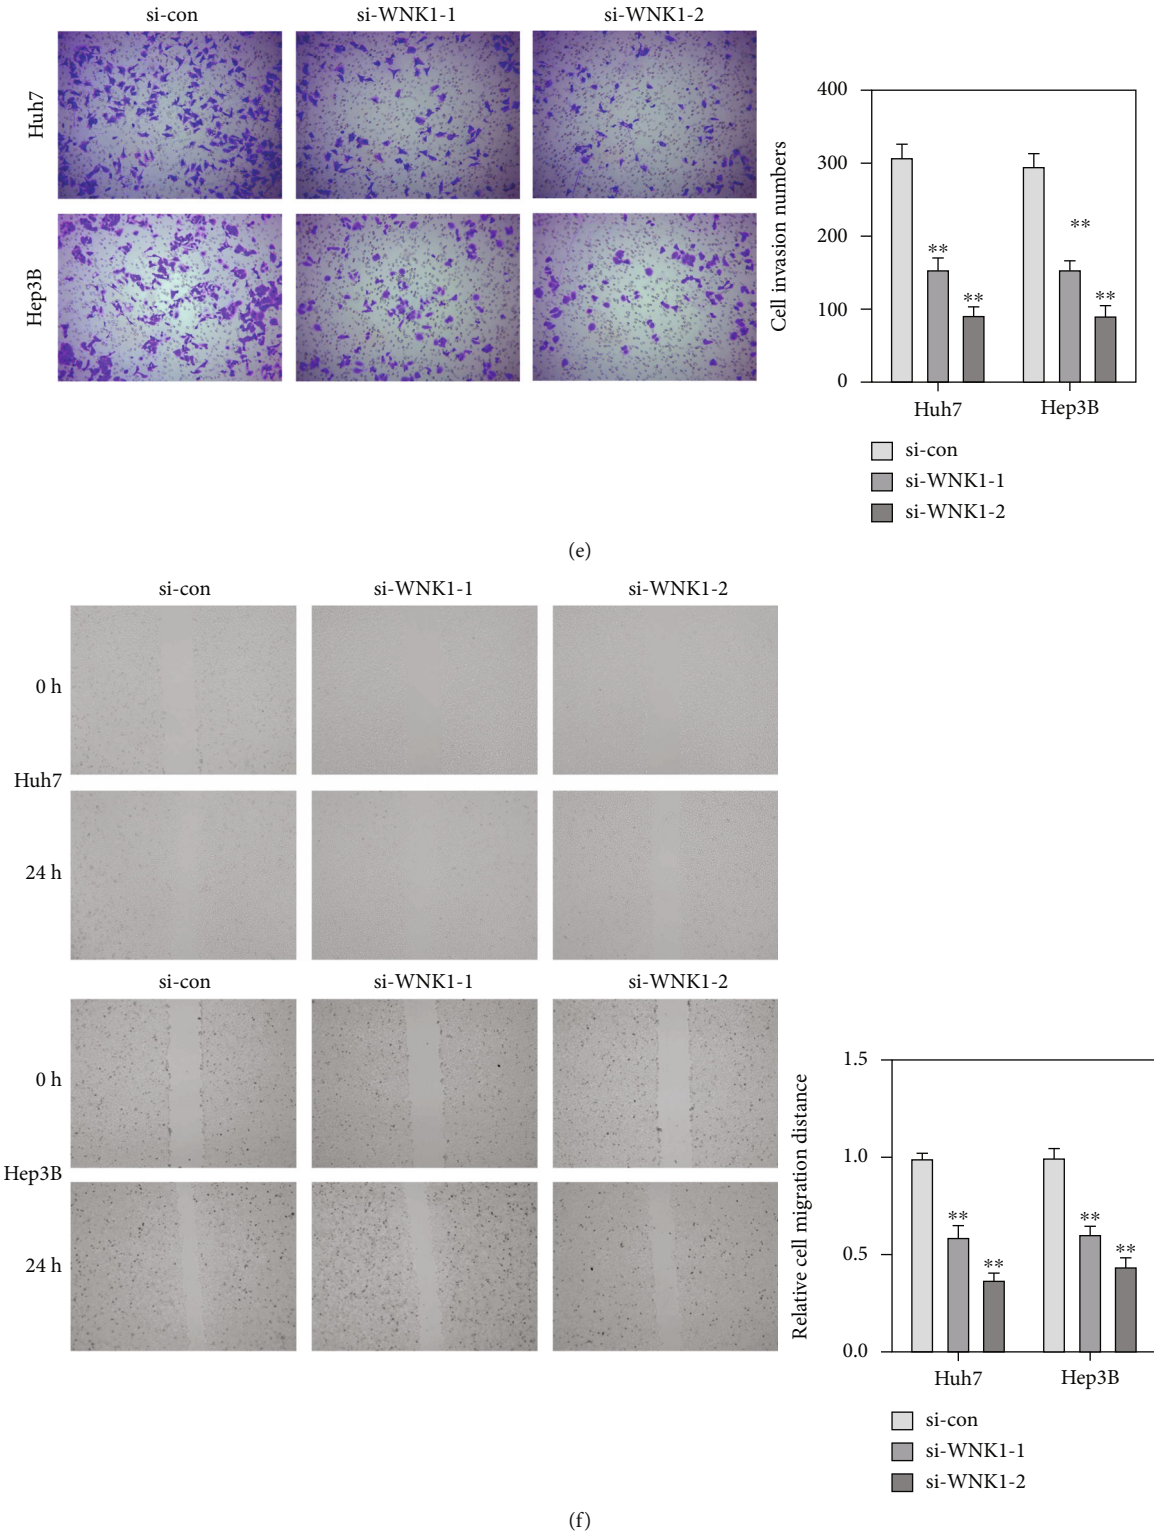 si-con si-WNK1-1 si-WNK1-2
Huh7
Hep3B
Cell invasion numbers
400
300
200
100
0
**
**
**
**
Huh7 Hep3B
si-con
si-WNK1-1
si-WNK1-2
(e)
si-con si-WNK1-1 si-WNK1-2
0 h
Huh7
24 h
si-con si-WNK1-1 si-WNK1-2
0 h
Hep3B
24 h
Relative cell migration distance
1.5
1.0
0.5
0.0
**
**
**
**
Huh7 Hep3B
si-con
si-WNK1-1
si-WNK1-2
(f)